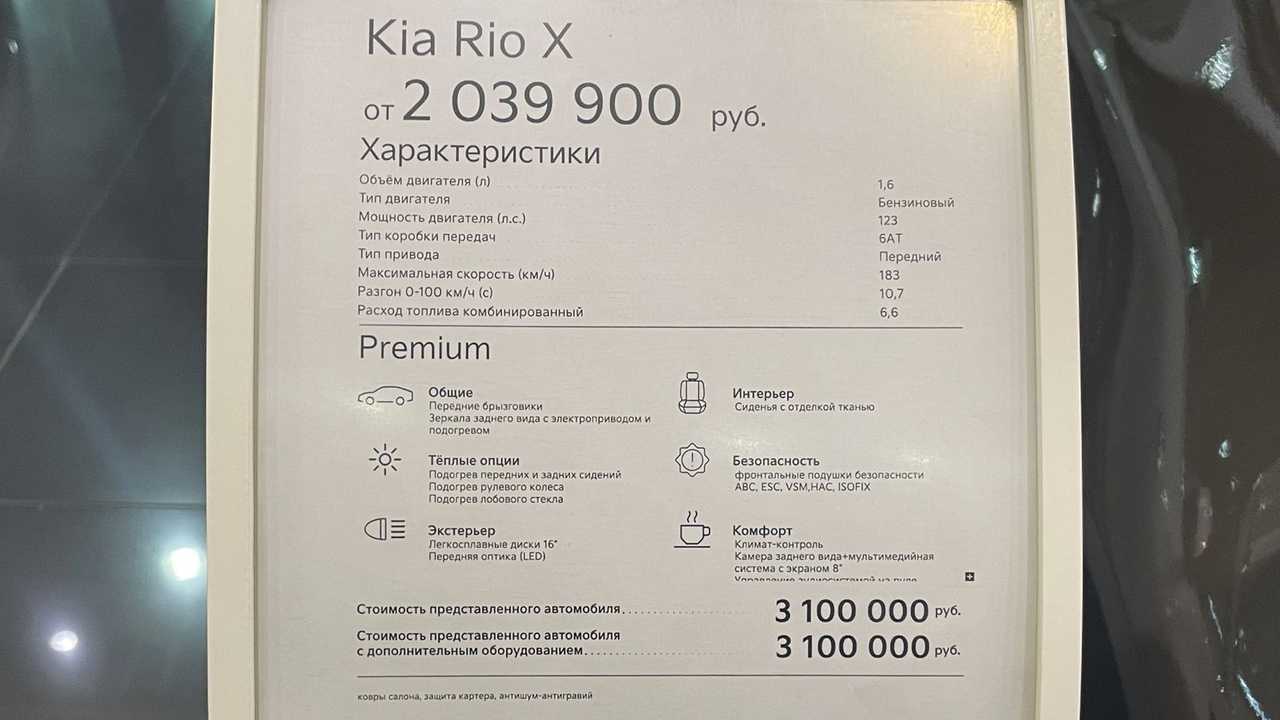 Kia Rio X
от 2 039 900 руб.
Характеристики
Объём двигателя (л) 1,6
Тип двигателя Бензиновый
Мощность двигателя (л.с.) 123
Тип коробки передач 6АТ
Тип привода Передний
Максимальная скорость (км/ч) 183
Разгон 0-100 км/ч (с) 10,7
Расход топлива комбинированный 6,6
Premium
Общие
Передние брызговики
Зеркала заднего вида с электроприводом и
подогревом
Интерьер
Сиденья с отделкой тканью
Тёплые опции
Подогрев передних и задних сидений
Подогрев рулевого колеса
Подогрев лобового стекла
Безопасность
фронтальные подушки безопасности
ABC, ESC, VSM,HAC, ISOFIX
Экстерьер
Легкосплавные диски 16"
Передняя оптика (LED)
Комфорт
Климат-контроль
Камера заднего вида+мультимедийная
система с экраном 8"
Управление аудиосистемой на руле
Стоимость представленного автомобиля 3 100 000 руб.
Стоимость представленного автомобиля
с дополнительным оборудованием 3 100 000 руб.
ковры салона, защита картера, антишум-антигравий